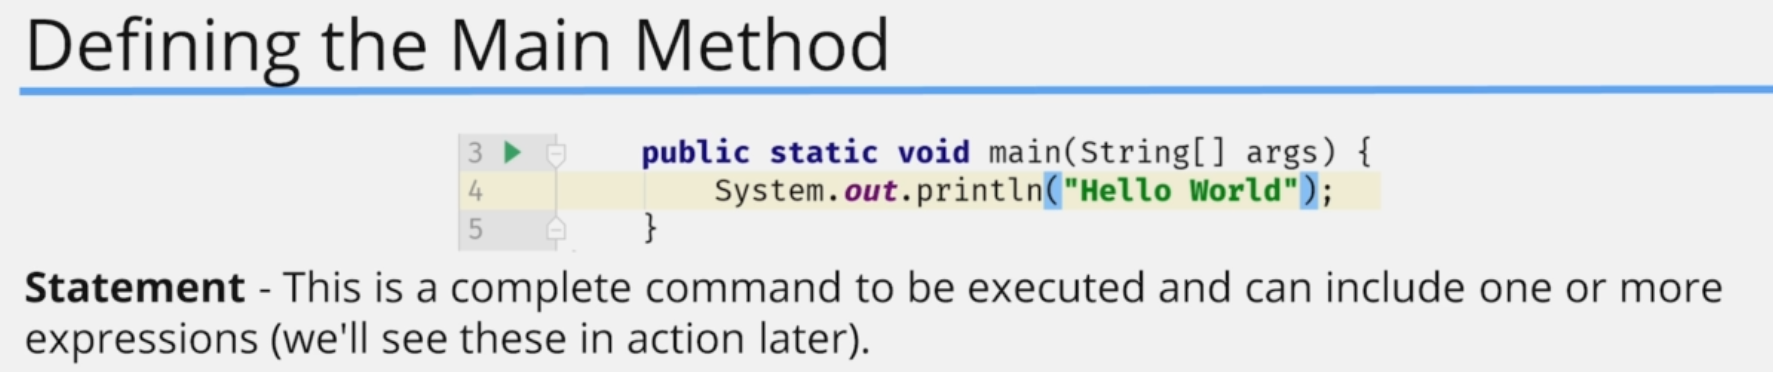 Defining the Main Method
3 public static void main(String[] args) {
4 System.out.println("Hello World");
5 }
Statement - This is a complete command to be executed and can include one or more
expressions (we'll see these in action later).